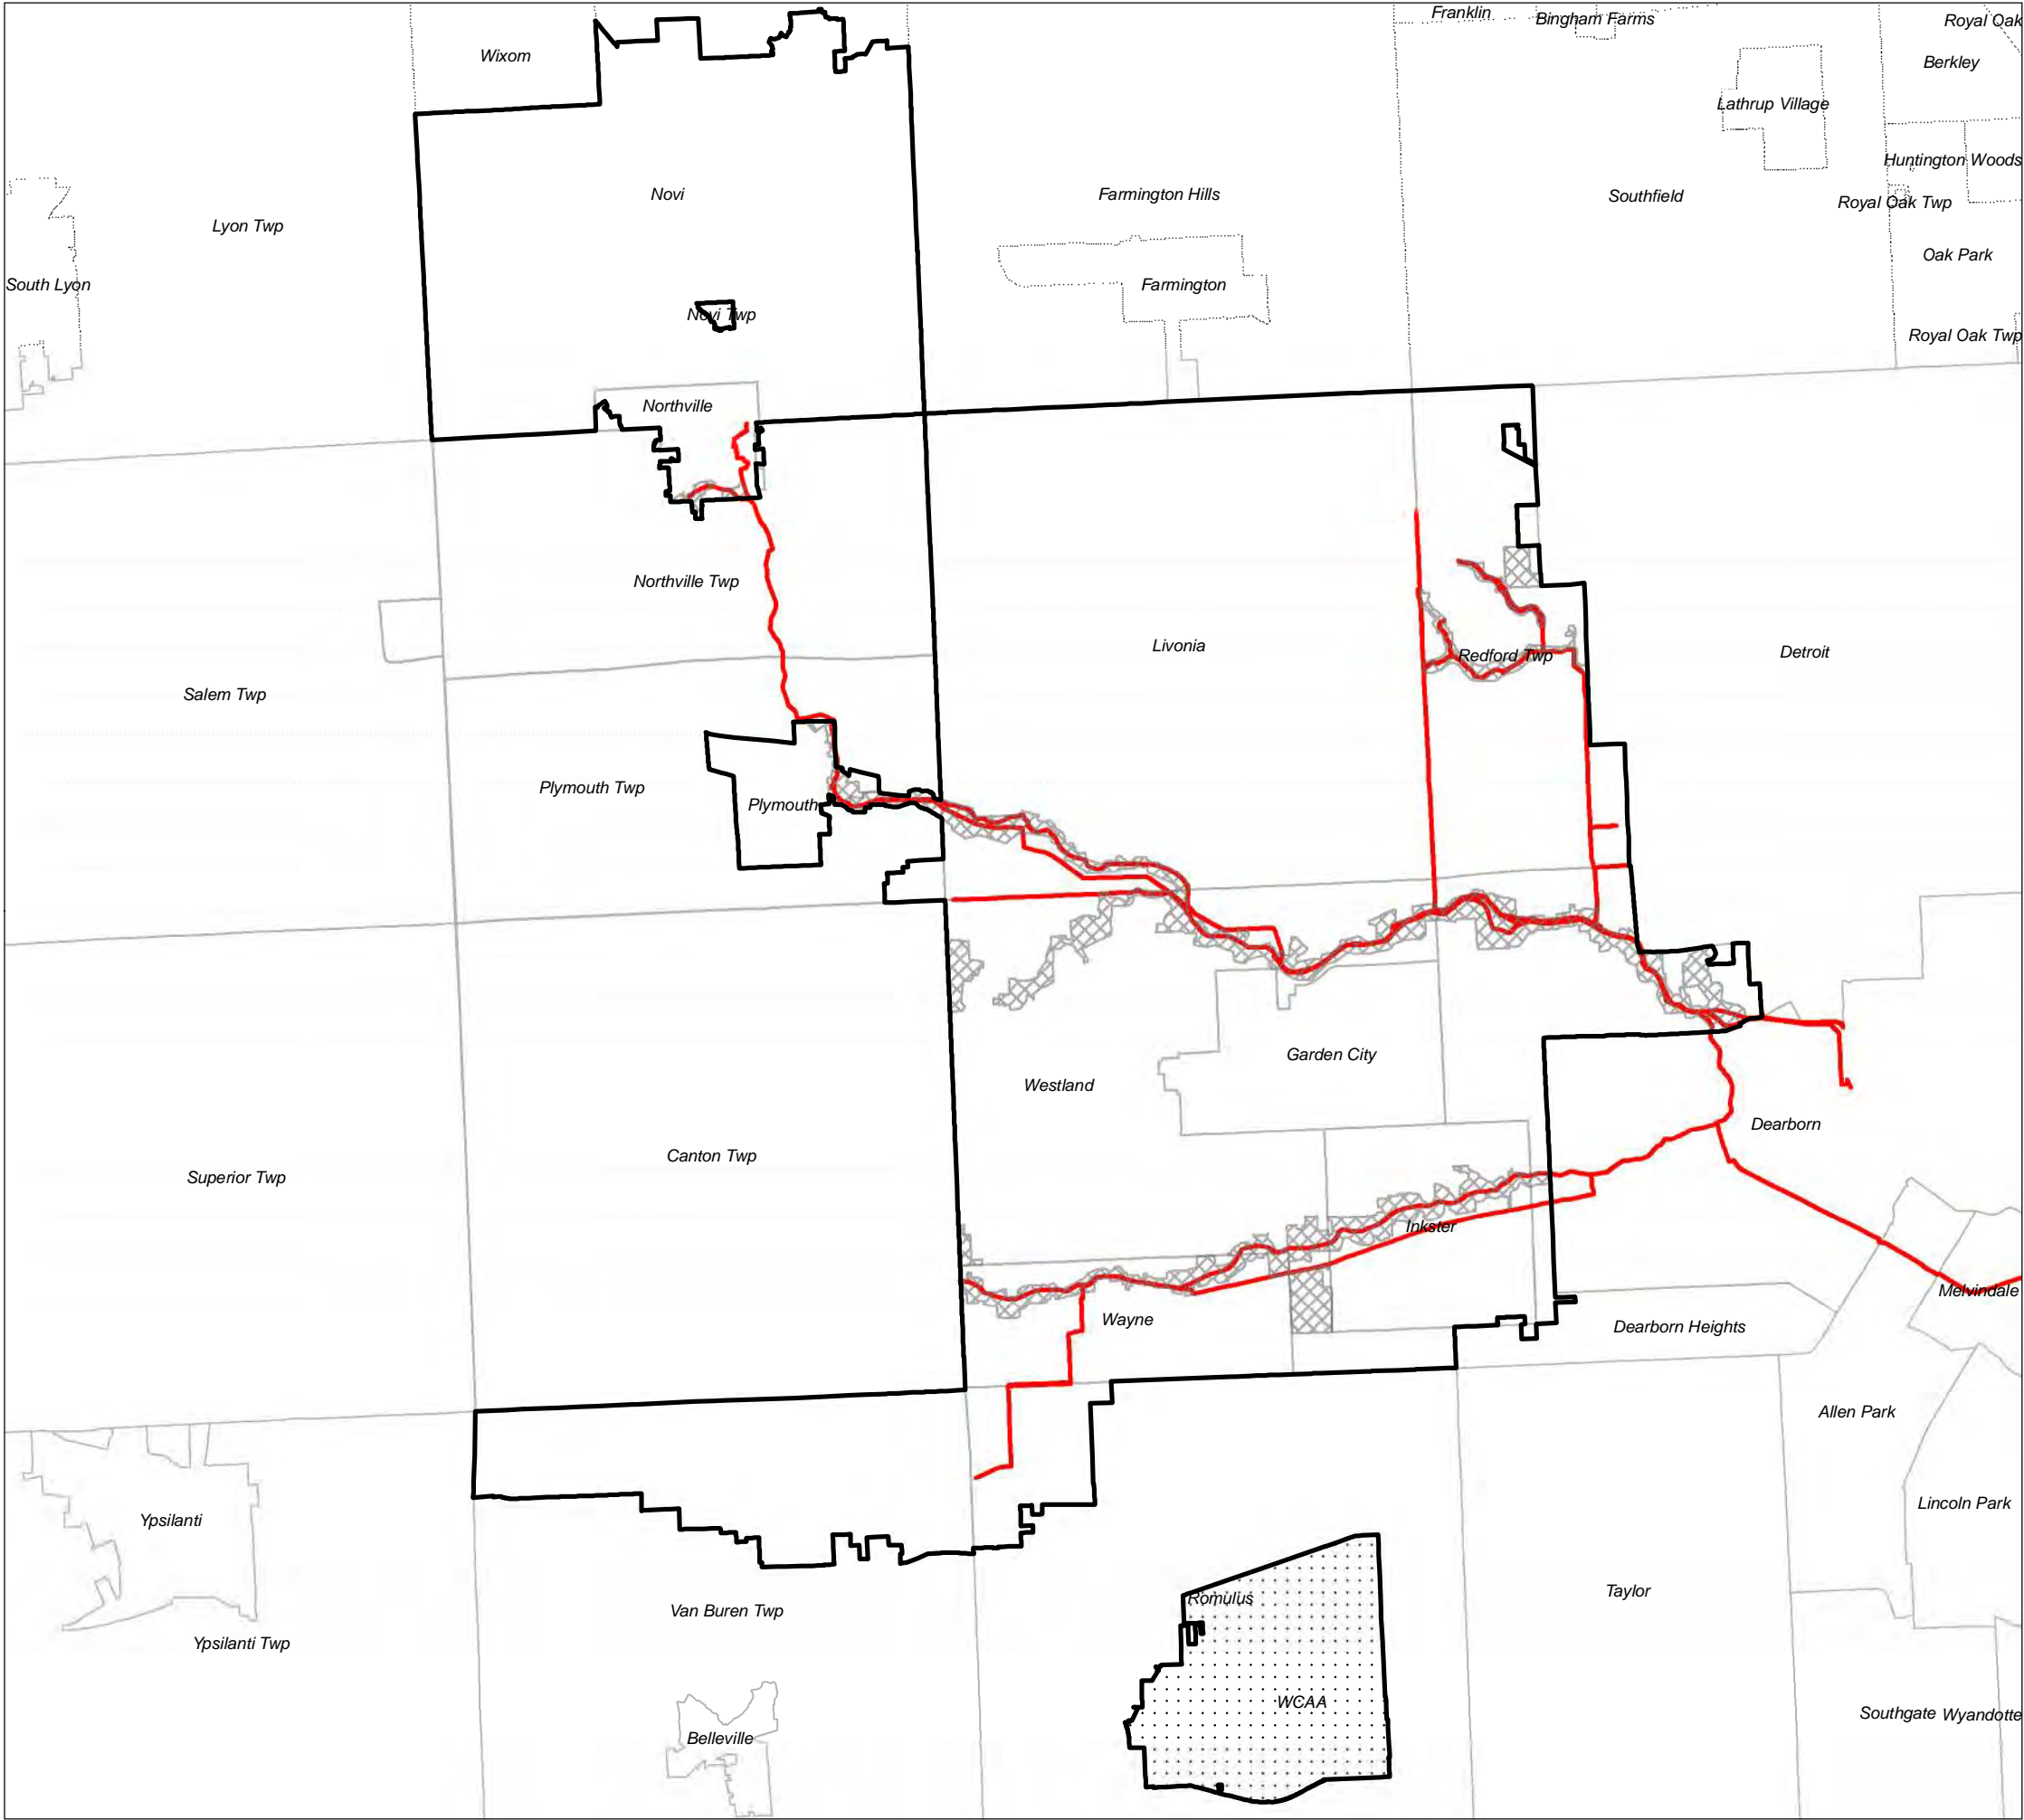 Franklin
Bingham Farms
Royal Oak
Wixom
Berkley
Lathrup Village
Huntington Woods
Novi
Farmington Hills
Southfield
Royal Oak Twp
Lyon Twp
Oak Park
South Lyon
Farmington
Novi Twp
Royal Oak Twp
Northville
Northville Twp
Livonia
Redford Twp
Detroit
Salem Twp
Plymouth Twp
Plymouth
Garden City
Westland
Dearborn
Canton Twp
Superior Twp
Inkster
Melvindale
Wayne
Dearborn Heights
Allen Park
Lincoln Park
Ypsilanti
Romulus
Taylor
Van Buren Twp
Ypsilanti Twp
WCAA
Southgate
Wyandotte
Belleville